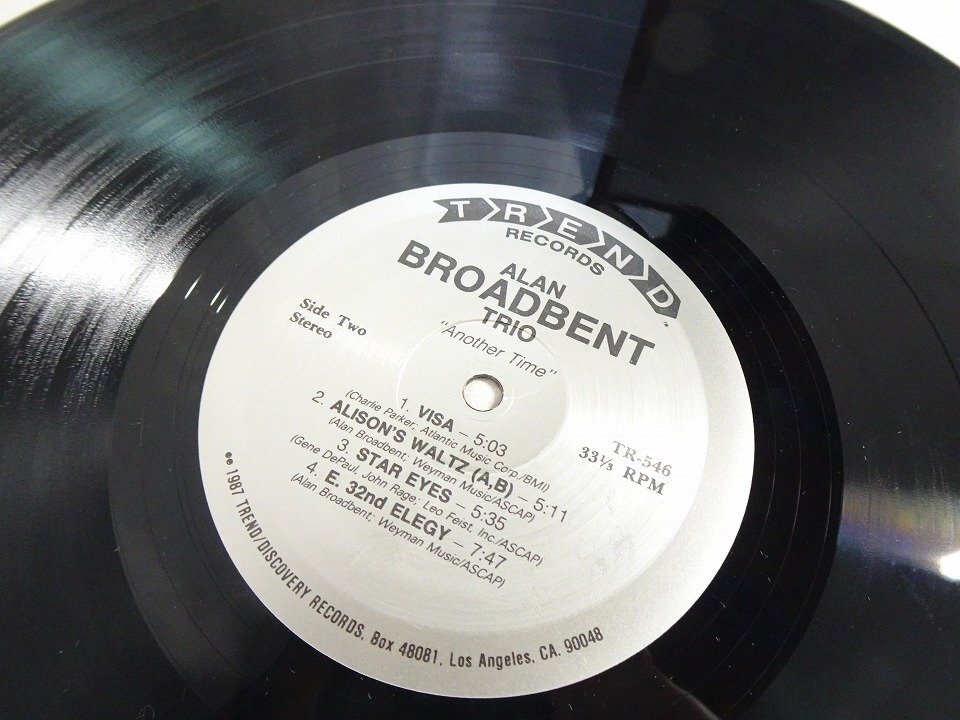 TREND
RECORDS
ALAN
BROADBENT
TRIO
"Another Time"
Side Two
Stereo
TR-546
33⅓ RPM
1. VISA – 5:03
(Charlie Parker; Atlantic Music Corp./BMI)
2. ALISON'S WALTZ (A,B) – 5:11
(Alan Broadbent; Weyman Music/ASCAP)
3. STAR EYES – 5:35
(Gene DePaul, John Rage; Leo Feist, Inc./ASCAP)
4. E. 32nd ELEGY – 7:47
(Alan Broadbent; Weyman Music/ASCAP)
1987 TREND/DISCOVERY RECORDS, Box 48081, Los Angeles, CA. 90048